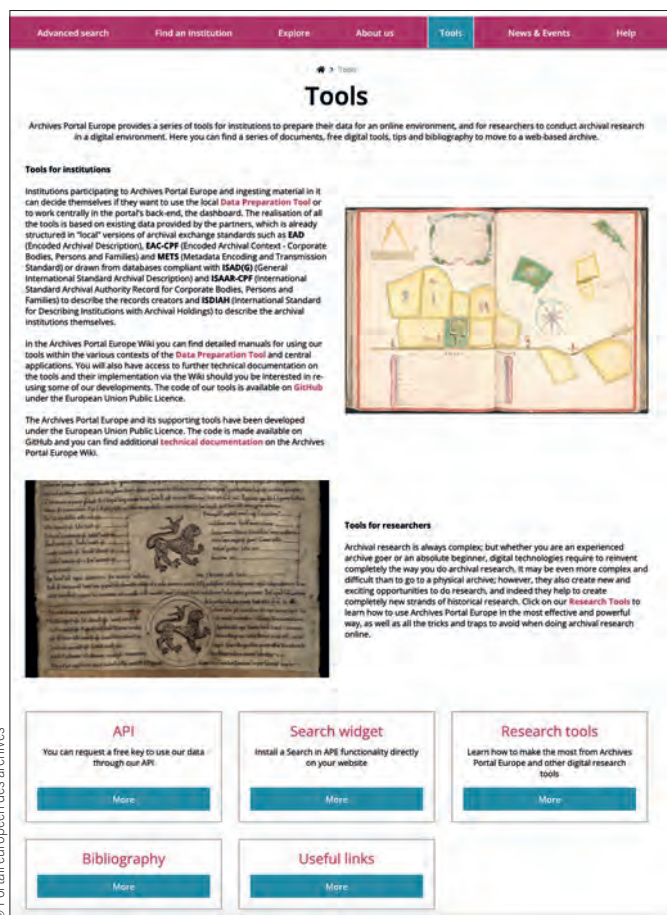 Advanced search Find an Institution Explore About us Tools News & Events Help
> Tools
Tools
Archives Portal Europe provides a series of tools for institutions to prepare their data for an online environment, and for researchers to conduct archival research
in a digital environment. Here you can find a series of documents, free digital tools, tips and bibliography to move to a web-based archive.
Tools for institutions
Institutions participating to Archives Portal Europe and ingesting material in it
can decide themselves if they want to use the local Data Preparation Tool or
to work centrally in the portal's back-end, the dashboard. The realisation of all
the tools is based on existing data provided by the partners, which is already
structured in "local" versions of archival exchange standards such as EAD
(Encoded Archival Description), EAC-CPF (Encoded Archival Context - Corporate
Bodies, Persons and Families) and METS (Metadata Encoding and Transmission
Standard) or drawn from databases compliant with ISAD(G) (General
International Standard Archival Description) and ISAAR-CPF (International
Standard Archival Authority Record for Corporate Bodies, Persons and
Families) to describe the records creators and ISDIAH (International Standard
for Describing Institutions with Archival Holdings) to describe the archival
institutions themselves.
In the Archives Portal Europe Wiki you can find detailed manuals for using our
tools within the various contexts of the Data Preparation Tool and central
applications. You will also have access to further technical documentation on
the tools and their implementation via the Wiki should you be interested in re-
using some of our developments. The code of our tools is available on GitHub
under the European Union Public Licence.
The Archives Portal Europe and its supporting tools have been developed
under the European Union Public Licence. The code is made available on
GitHub and you can find additional technical documentation on the Archives
Portal Europe Wiki.
Tools for researchers
Archival research is always complex; but whether you are an experienced
archive goer or an absolute beginner, digital technologies require to reinvent
completely the way you do archival research. It may be even more complex and
difficult than to go to a physical archive; however, they also create new and
exciting opportunities to do research, and indeed they help to create
completely new strands of historical research. Click on our Research Tools to
learn how to use Archives Portal Europe in the most effective and powerful
way, as well as all the tricks and traps to avoid when doing archival research
online.
API
You can request a free key to use our data
through our API
More
Search widget
Install a Search in APE functionality directly
on your website
More
Research tools
Learn how to make the most from Archives
Portal Europe and other digital research
tools
More
Bibliography
More
Useful links
More
© Portail européen des archives